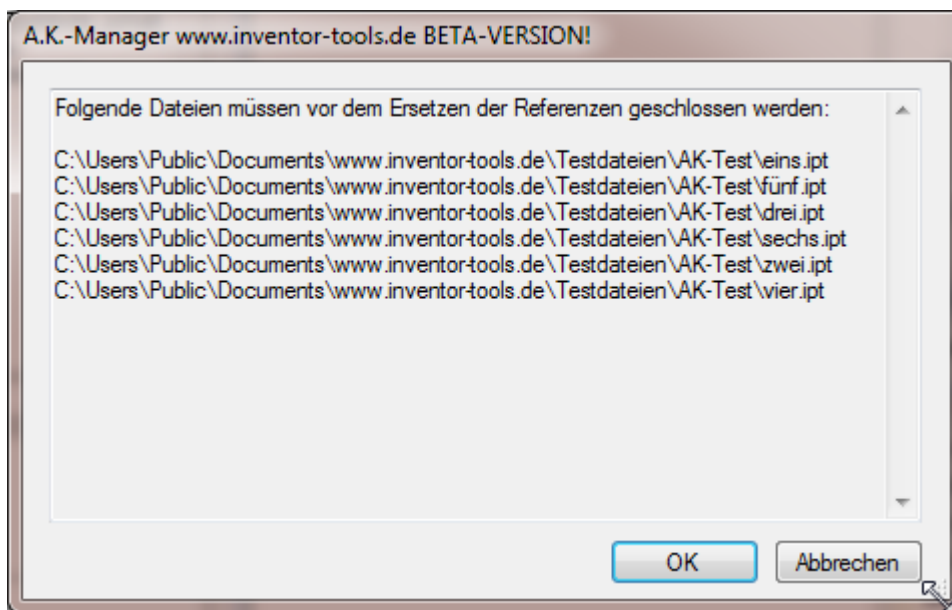 A.K.-Manager www.inventor-tools.de BETA-VERSION!
Folgende Dateien müssen vor dem Ersetzen der Referenzen geschlossen werden:
C:\Users\Public\Documents\www.inventor-tools.de\Testdateien\AK-Test\eins.ipt
C:\Users\Public\Documents\www.inventor-tools.de\Testdateien\AK-Test\fünf.ipt
C:\Users\Public\Documents\www.inventor-tools.de\Testdateien\AK-Test\drei.ipt
C:\Users\Public\Documents\www.inventor-tools.de\Testdateien\AK-Test\sechs.ipt
C:\Users\Public\Documents\www.inventor-tools.de\Testdateien\AK-Test\zwei.ipt
C:\Users\Public\Documents\www.inventor-tools.de\Testdateien\AK-Test\vier.ipt
OK
Abbrechen